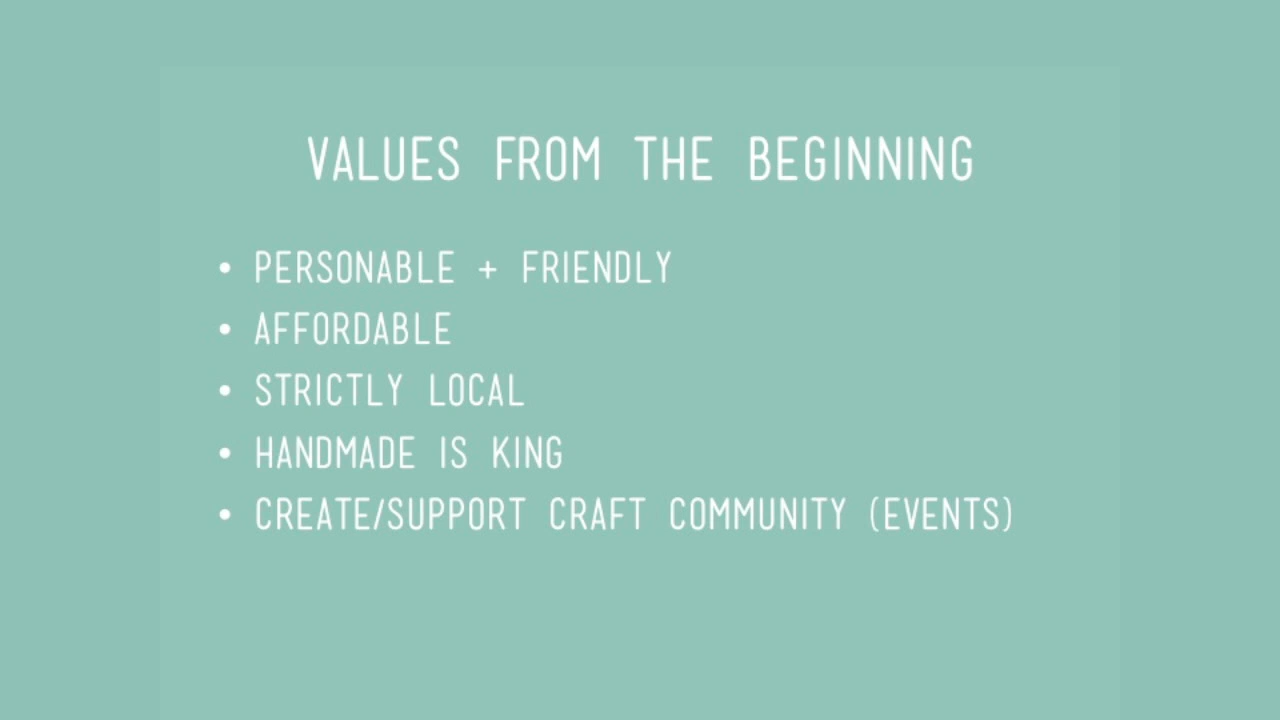 VALUES FROM THE BEGINNING
• PERSONABLE + FRIENDLY
• AFFORDABLE
• STRICTLY LOCAL
• HANDMADE IS KING
• CREATE/SUPPORT CRAFT COMMUNITY (EVENTS)